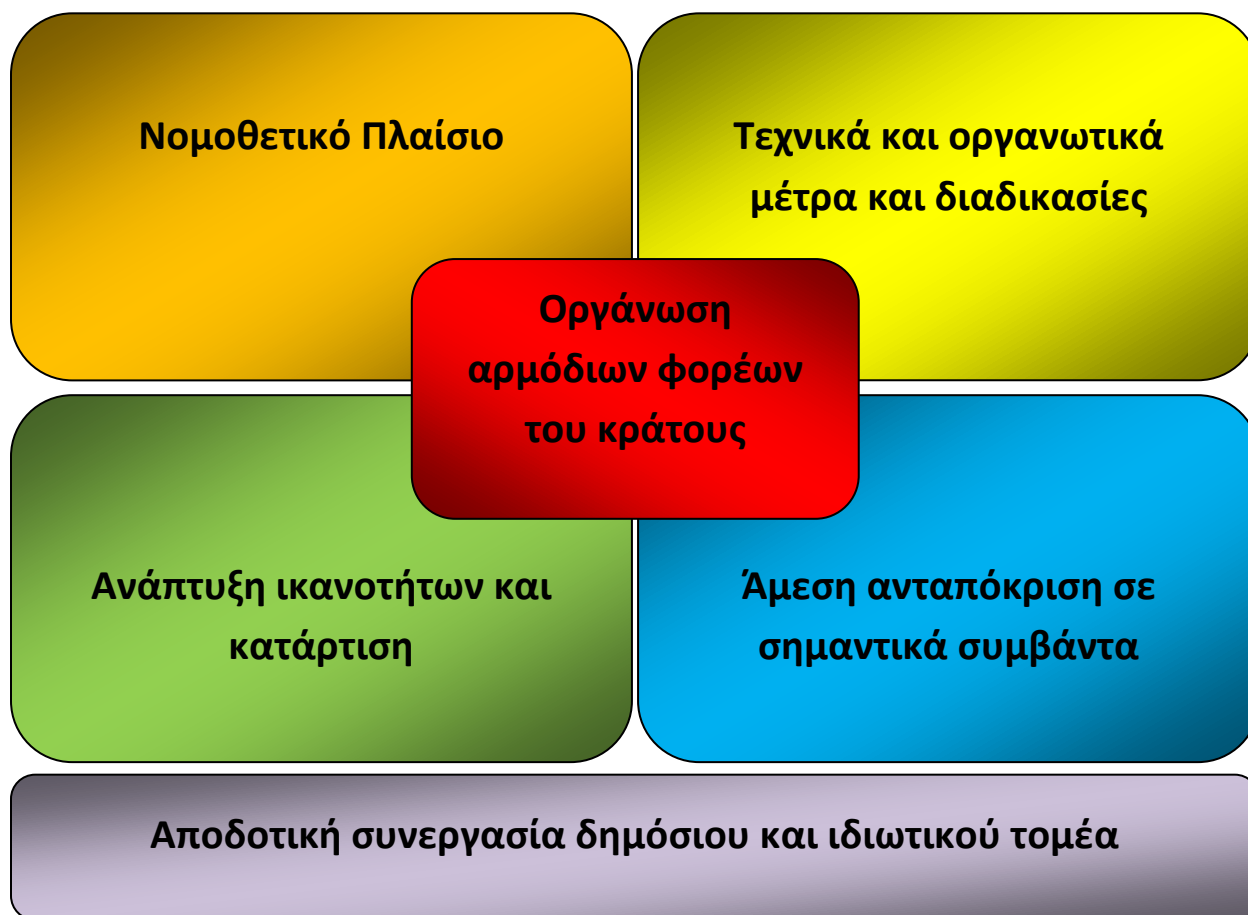 Νομοθετικό Πλαίσιο
Τεχνικά και οργανωτικά
μέτρα και διαδικασίες
Οργάνωση
αρμόδιων φορέων
του κράτους
Ανάπτυξη ικανοτήτων και
κατάρτιση
Άμεση ανταπόκριση σε
σημαντικά συμβάντα
Αποδοτική συνεργασία δημόσιου και ιδιωτικού τομέα